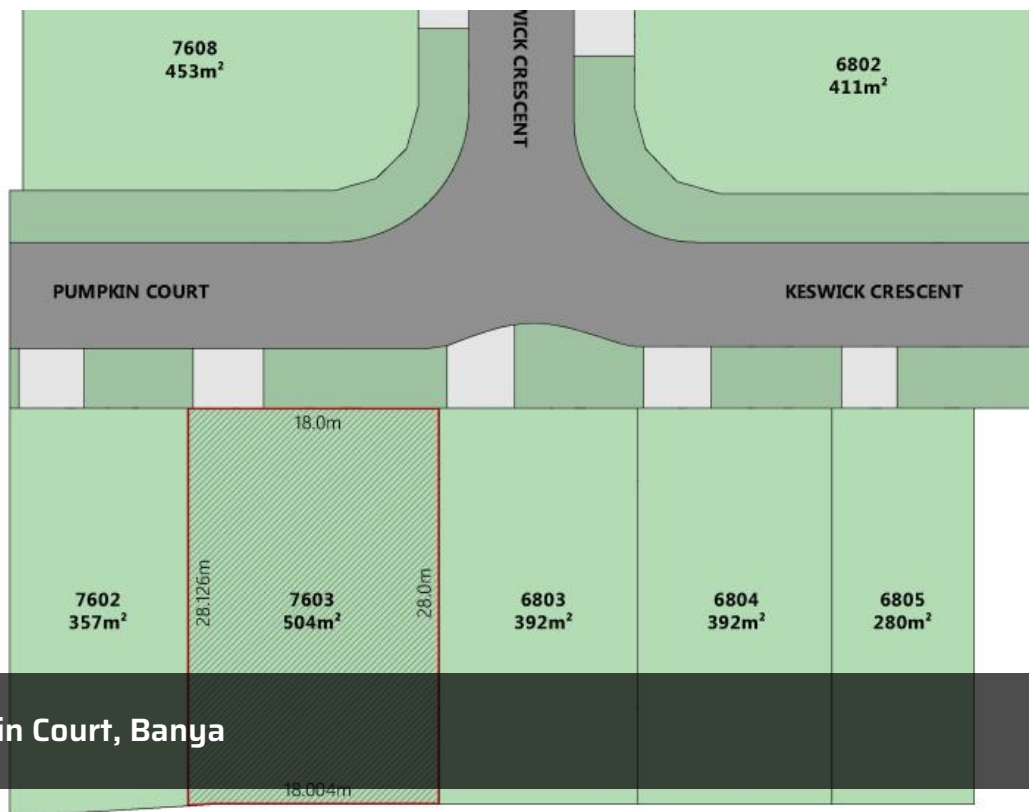 7608
453m²
VICK CRESCENT
6802
411m²
PUMPKIN COURT
KESWICK CRESCENT
18.0m
28.126m
28.0m
7602
357m²
7603
504m²
6803
392m²
6804
392m²
6805
280m²
in Court, Banya
18.004m